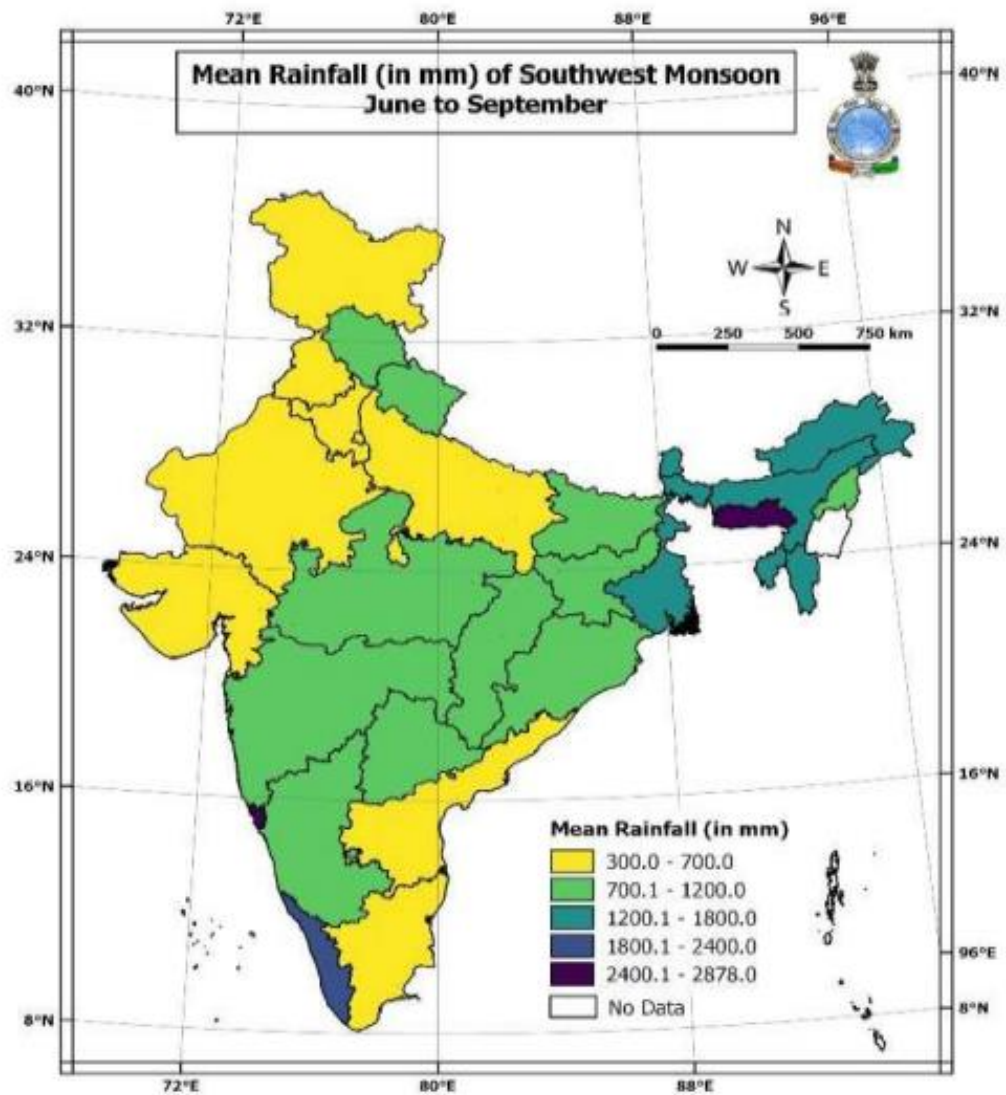 72°E 80°E 88°E 96°E
Mean Rainfall (in mm) of Southwest Monsoon
June to September
40°N 40°N
N
W E
S
32°N 32°N
0 250 500 750 km
24°N 24°N
16°N 16°N
Mean Rainfall (in mm)
300.0 - 700.0
700.1 - 1200.0
1200.1 - 1800.0
1800.1 - 2400.0
2400.1 - 2878.0
No Data
96°E
8°N 8°N
72°E 80°E 88°E